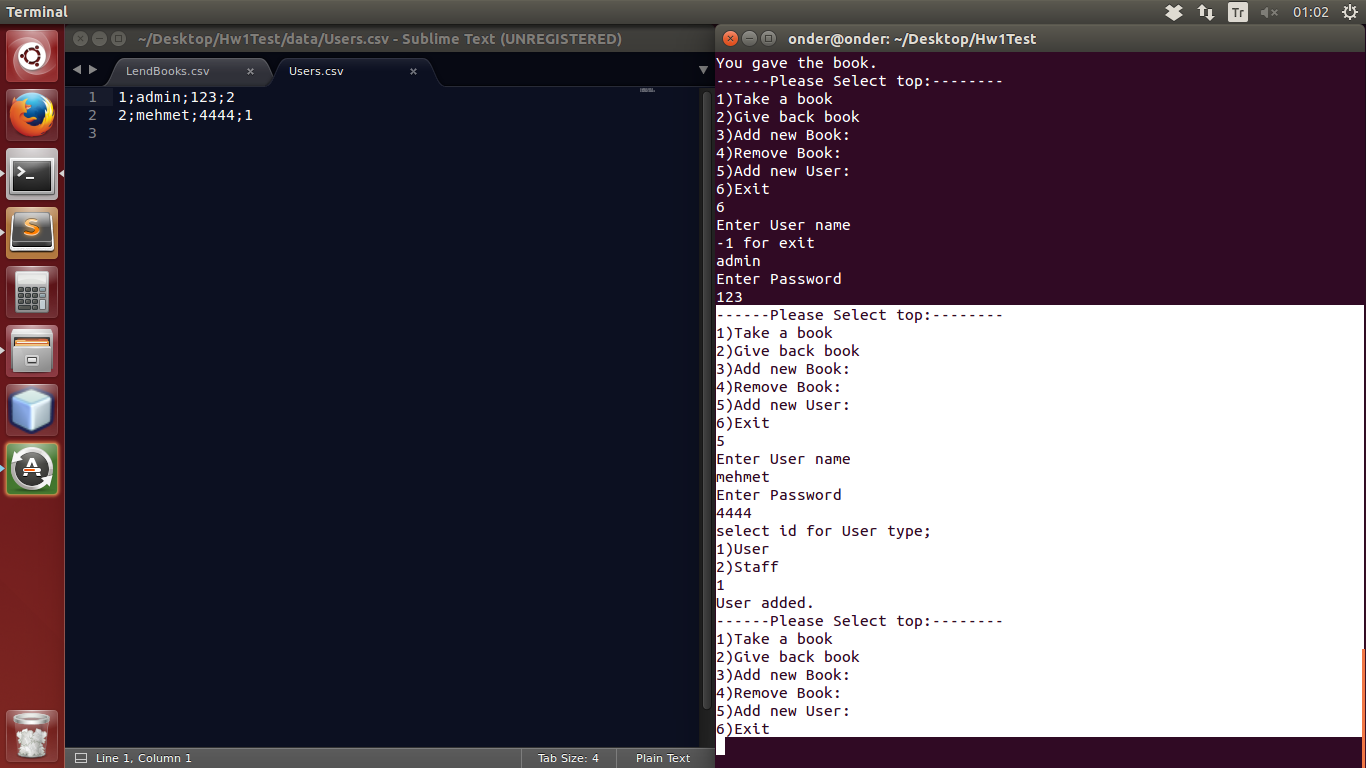 Terminal
Tr
01:02
~/Desktop/Hw1Test/data/Users.csv - Sublime Text (UNREGISTERED)
LendBooks.csv
Users.csv
1 1;admin;123;2
2 2;mehmet;4444;1
3
Line 1, Column 1
Tab Size: 4
Plain Text
onder@onder: ~/Desktop/Hw1Test
You gave the book.
------Please Select top:--------
1)Take a book
2)Give back book
3)Add new Book:
4)Remove Book:
5)Add new User:
6)Exit
6
Enter User name
-1 for exit
admin
Enter Password
123
------Please Select top:--------
1)Take a book
2)Give back book
3)Add new Book:
4)Remove Book:
5)Add new User:
6)Exit
5
Enter User name
mehmet
Enter Password
4444
select id for User type;
1)User
2)Staff
1
User added.
------Please Select top:--------
1)Take a book
2)Give back book
3)Add new Book:
4)Remove Book:
5)Add new User:
6)Exit